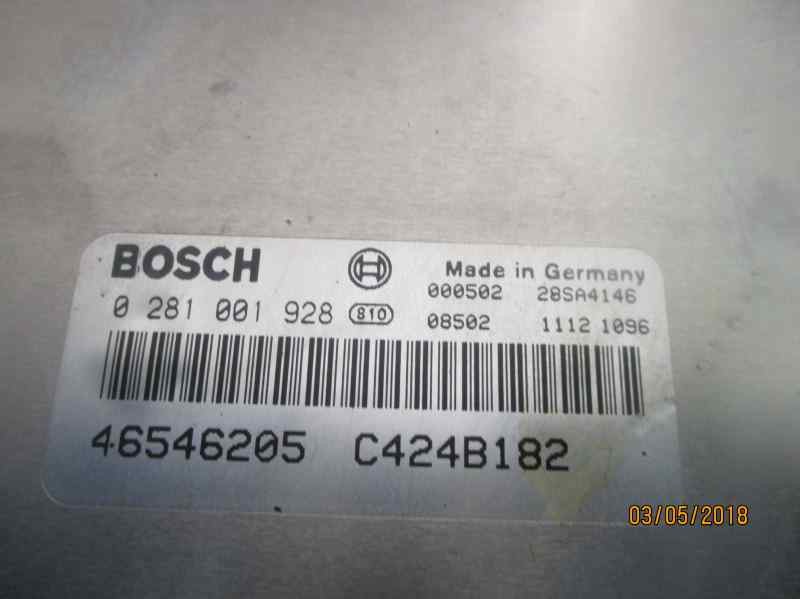 BOSCH Made in Germany
000502 28SA4146
0 281 001 928 810 08502 1112 1096
46546205 C424B182
03/05/2018